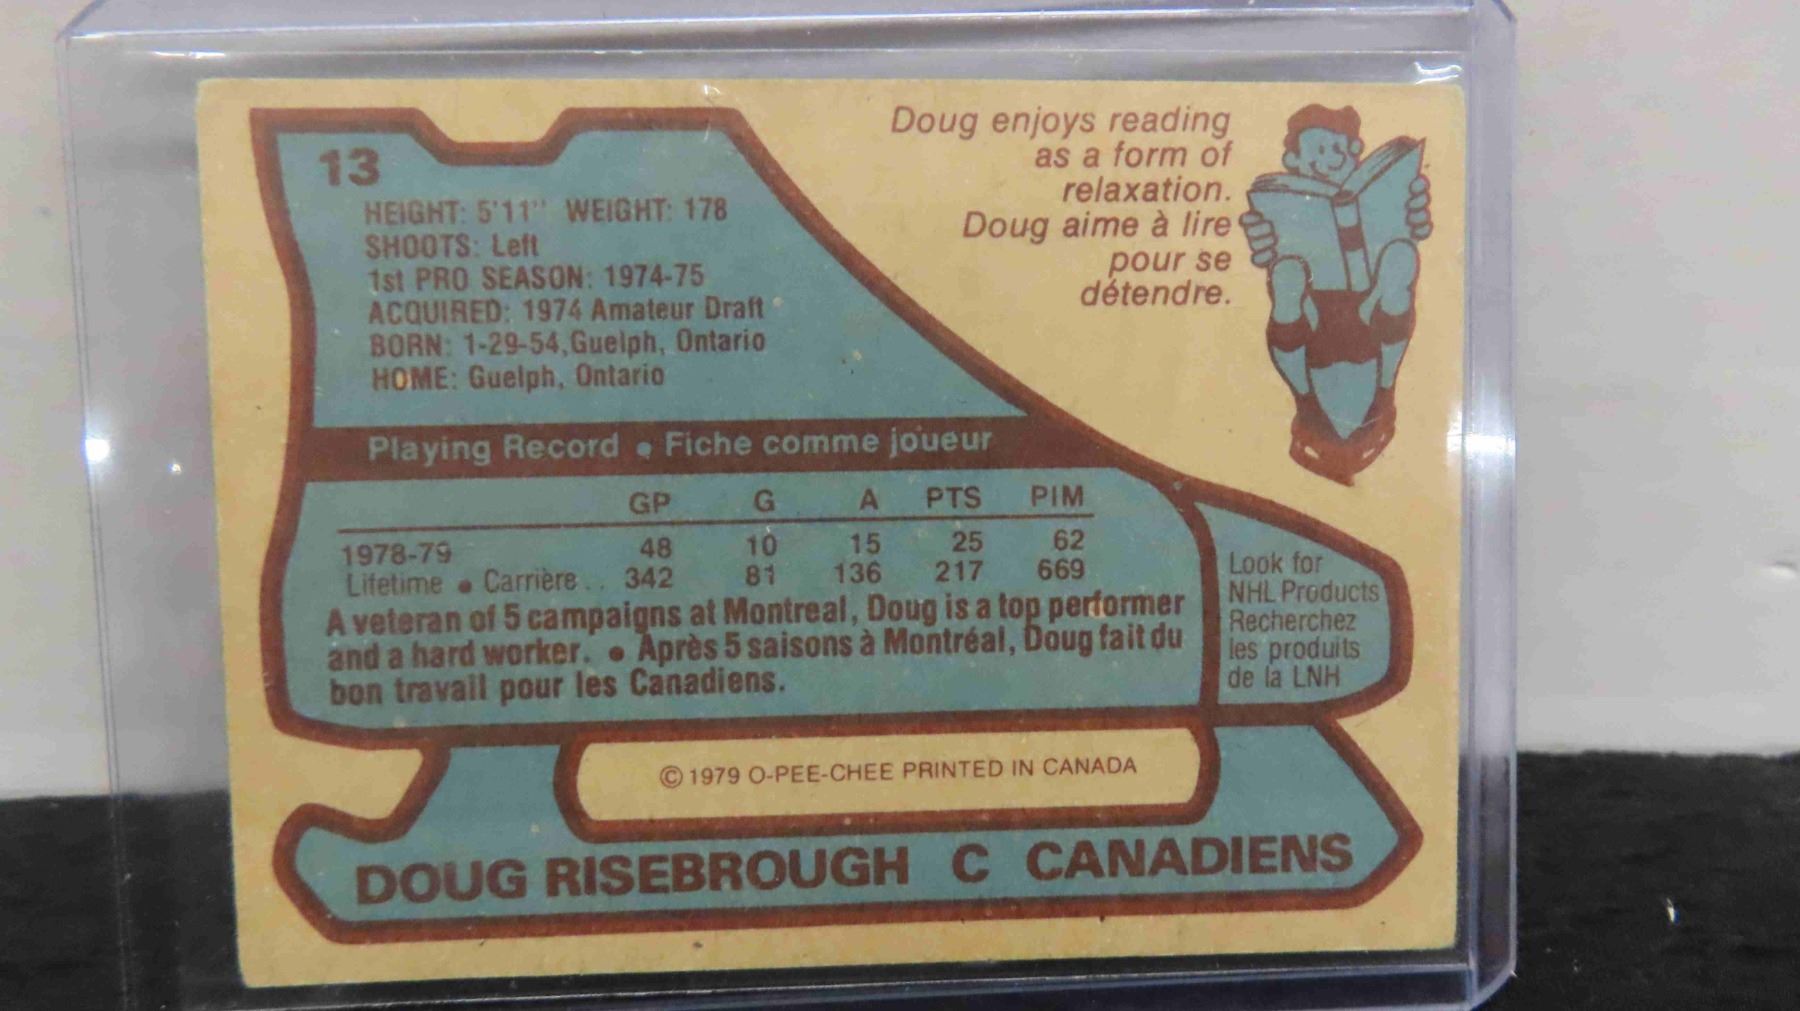 13
HEIGHT: 5'11" WEIGHT: 178
SHOOTS: Left
1st PRO SEASON: 1974-75
ACQUIRED: 1974 Amateur Draft
BORN: 1-29-54, Guelph, Ontario
HOME: Guelph, Ontario
Doug enjoys reading
as a form of
relaxation.
Doug aime à lire
pour se
détendre.
Playing Record • Fiche comme joueur
GP G A PTS PIM
1978-79 48 10 15 25 62
Lifetime • Carrière.. 342 81 136 217 669
A veteran of 5 campaigns at Montreal, Doug is a top performer
and a hard worker. • Après 5 saisons à Montréal, Doug fait du
bon travail pour les Canadiens.
Look for
NHL Products
Recherchez
les produits
de la LNH
© 1979 O-PEE-CHEE PRINTED IN CANADA
DOUG RISEBROUGH C CANADIENS